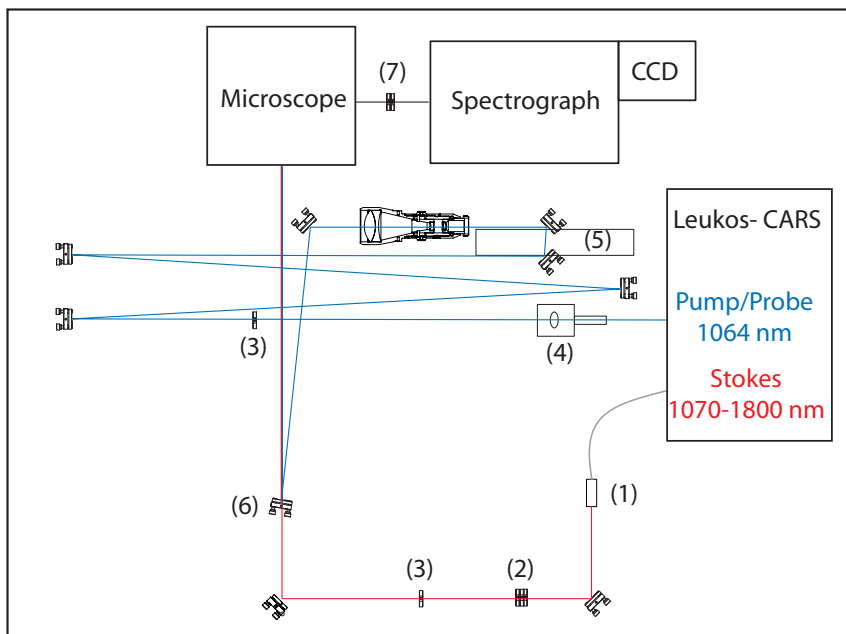 (7)
CCD
Microscope
Spectrograph
Leukos- CARS
(5)
Pump/Probe
1064 nm
(3)
(4)
Stokes
1070-1800 nm
(6)
(1)
(3)
(2)